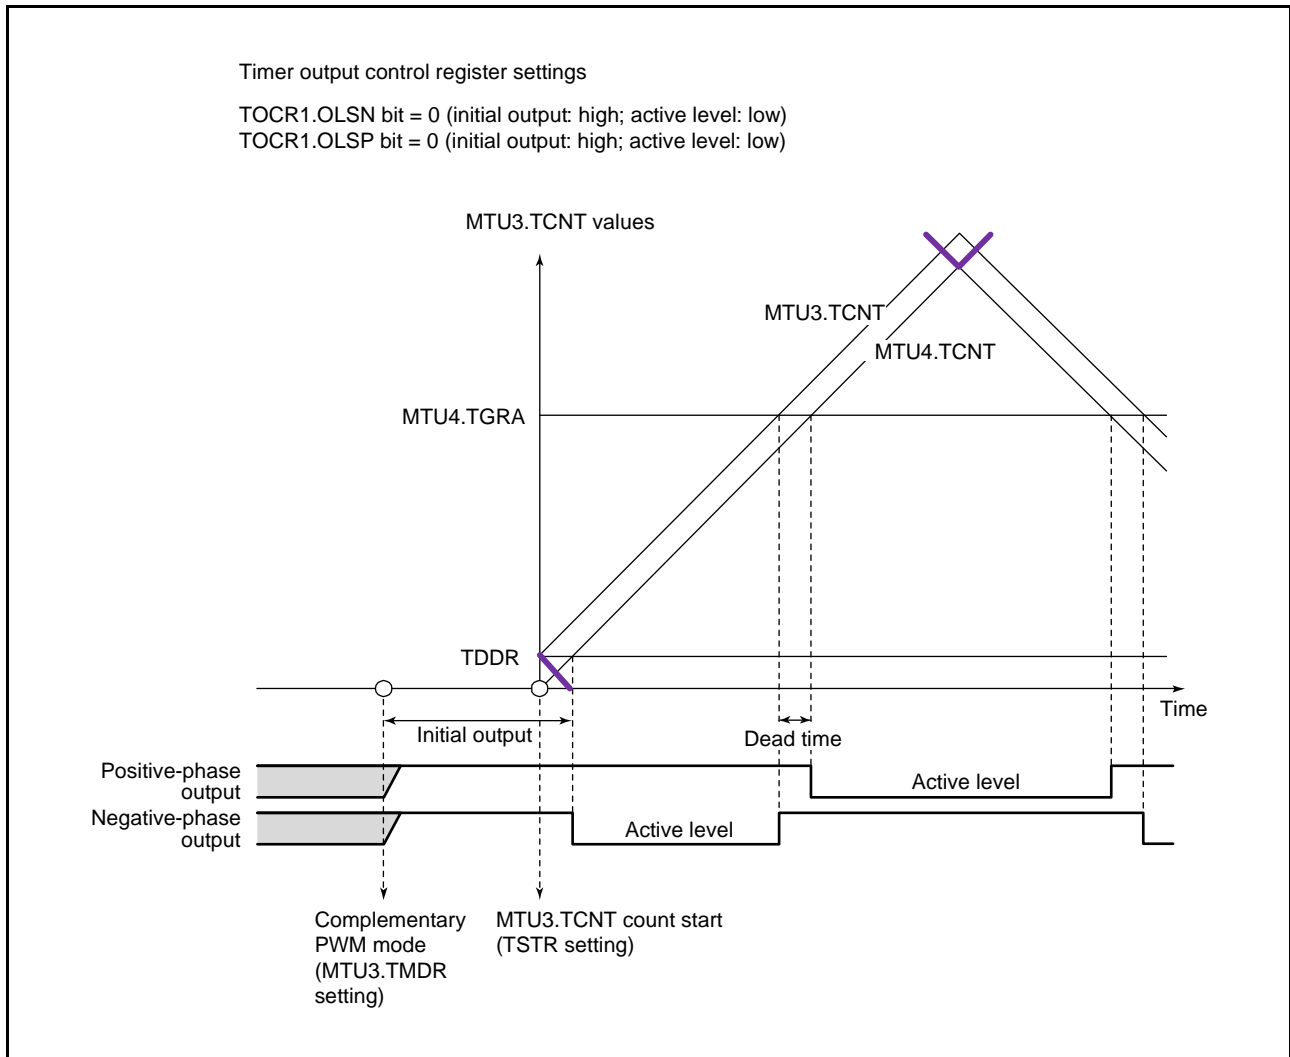 Timer output control register settings
TOCR1.OLSN bit = 0 (initial output: high; active level: low)
TOCR1.OLSP bit = 0 (initial output: high; active level: low)
MTU3.TCNT values
MTU3.TCNT
MTU4.TCNT
MTU4.TGRA
TDDR
Time
Initial output
Dead time
Positive-phase
output
Active level
Negative-phase
output
Active level
Complementary
PWM mode
(MTU3.TMDR
setting)
MTU3.TCNT count start
(TSTR setting)